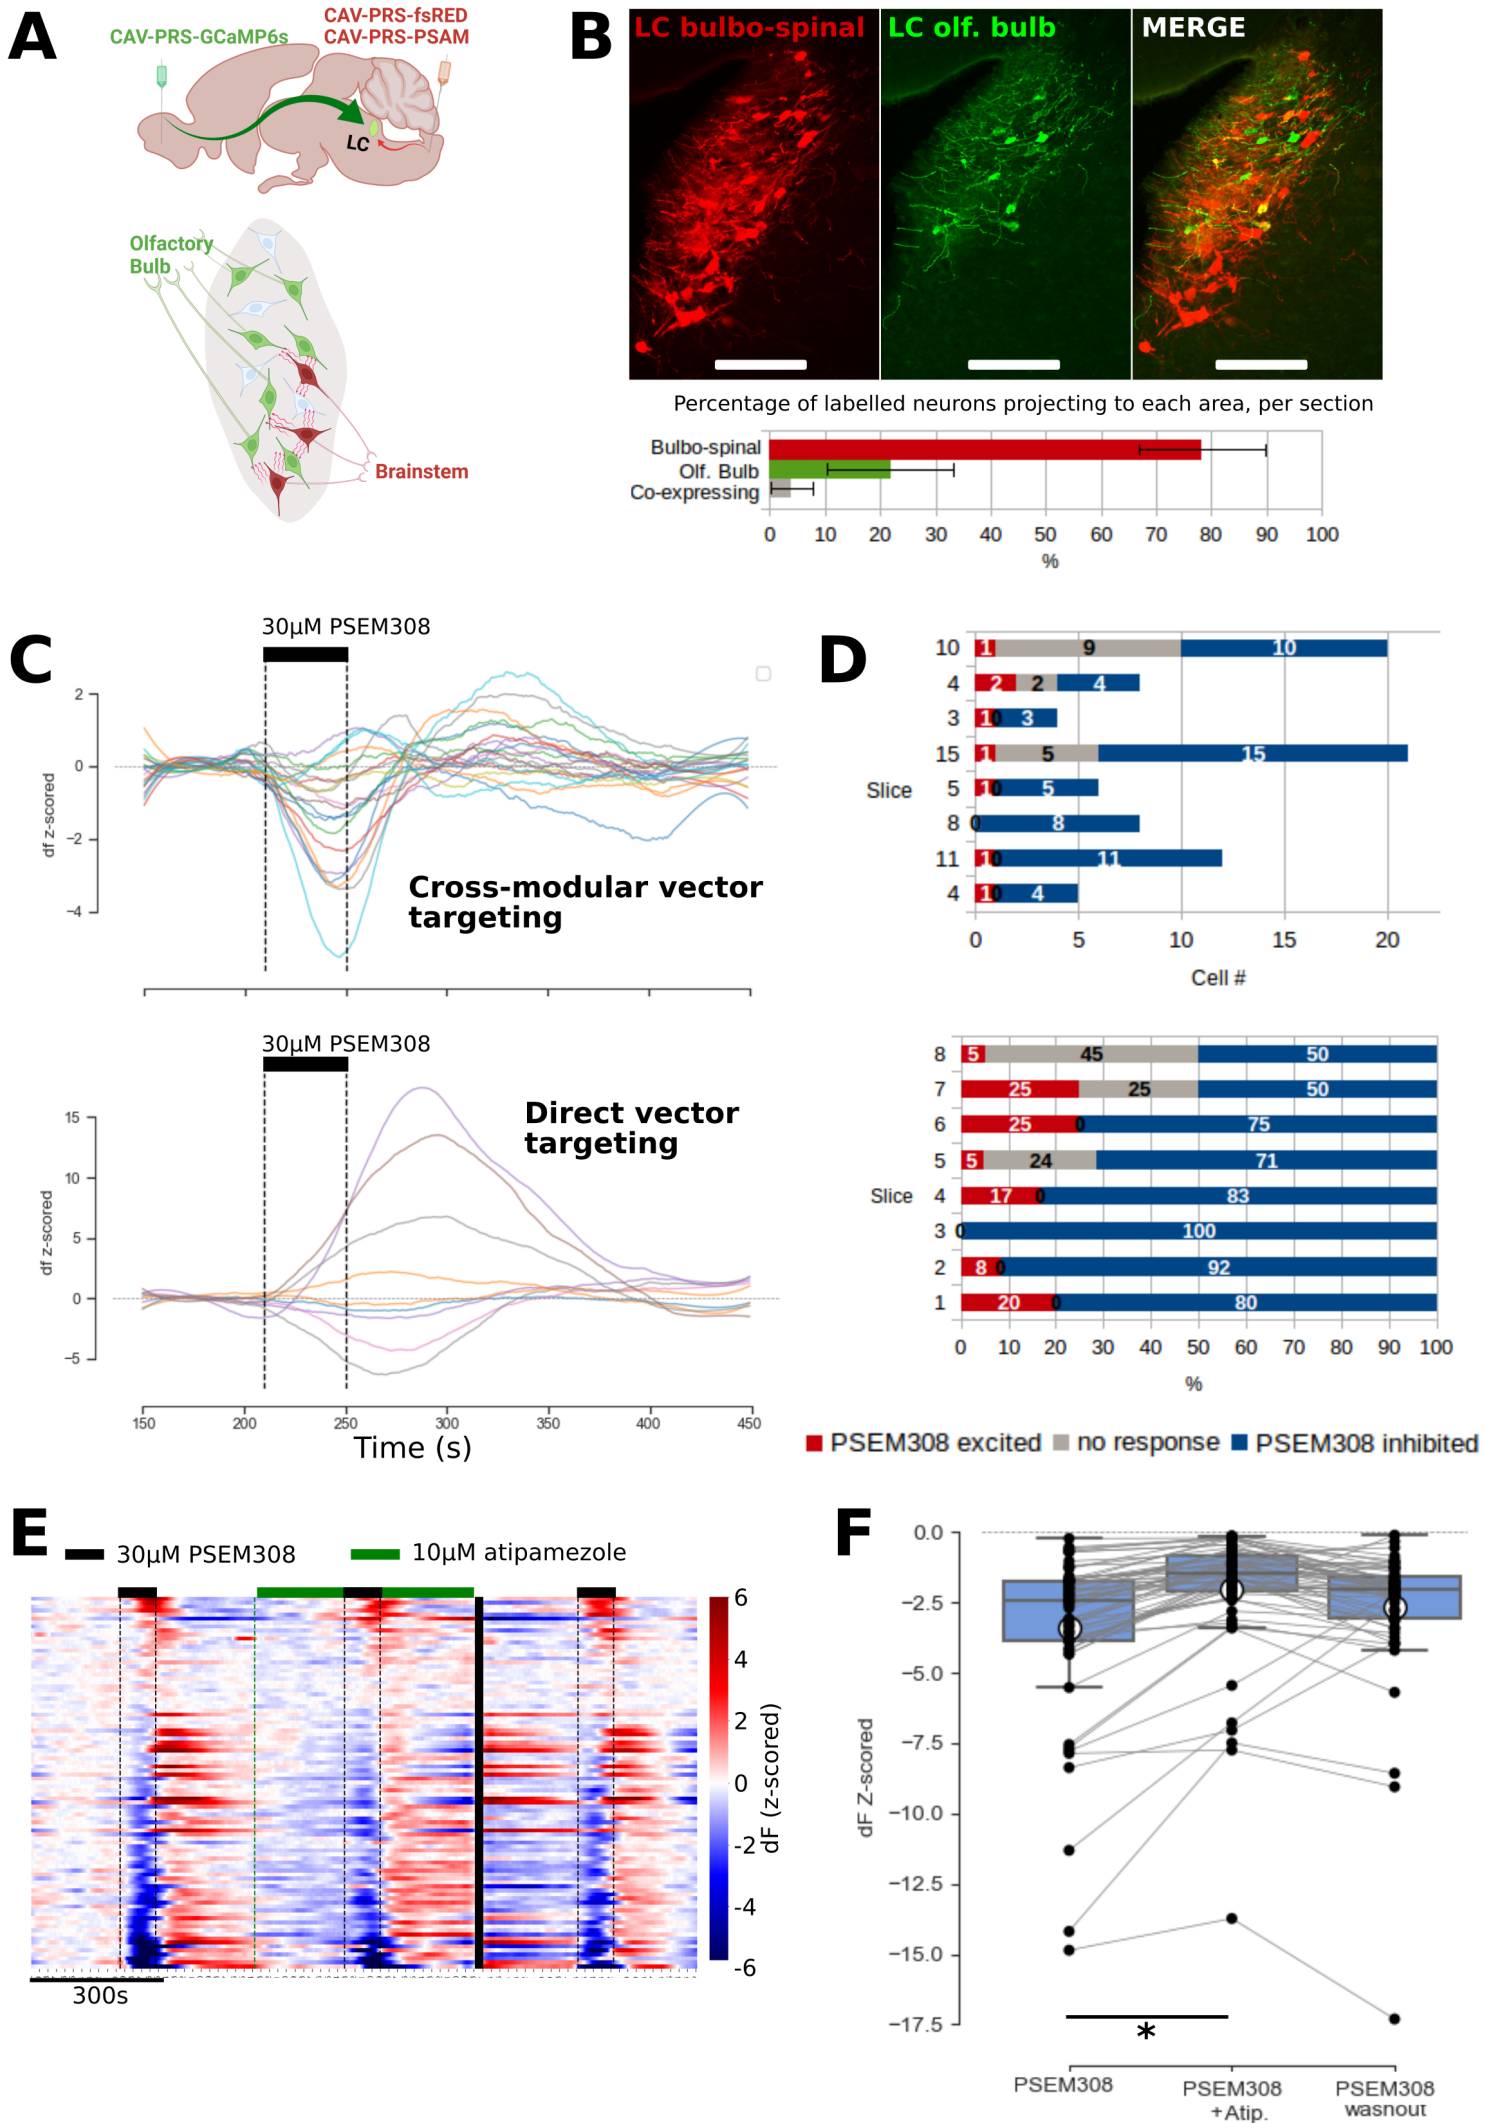 A
CAV-PRS-GCaMP6s
CAV-PRS-fsRED
CAV-PRS-PSAM
LC
Olfactory
Bulb
Brainstem
B
LC bulbo-spinal
LC olf. bulb
MERGE
Percentage of labelled neurons projecting to each area, per section
Bulbo-spinal
Olf. Bulb
Co-expressing
0 10 20 30 40 50 60 70 80 90 100
%
C
30µM PSEM308
2
0
−2
−4
df z-scored
Cross-modular vector
targeting
30µM PSEM308
15
10
5
0
−5
df z-scored
Direct vector
targeting
150 200 250 300 350 400 450
Time (s)
D
10 1 9 10
4 2 2 4
3 1 0 3
15 1 5 15
Slice
5 1 0 5
8 0 8
11 1 0 11
4 1 0 4
0 5 10 15 20
Cell #
8 5 45 50
7 25 25 50
6 25 0 75
5 5 24 71
Slice 4 17 0 83
3 0 100
2 8 0 92
1 20 0 80
0 10 20 30 40 50 60 70 80 90 100
%
PSEM308 excited no response PSEM308 inhibited
E
30µM PSEM308
10µM atipamezole
6
4
2
0
-2
-4
-6
dF (z-scored)
300s
F
0.0
−2.5
−5.0
−7.5
−10.0
−12.5
−15.0
−17.5
dF Z-scored
*
PSEM308
PSEM308
+Atip.
PSEM308
wasnout